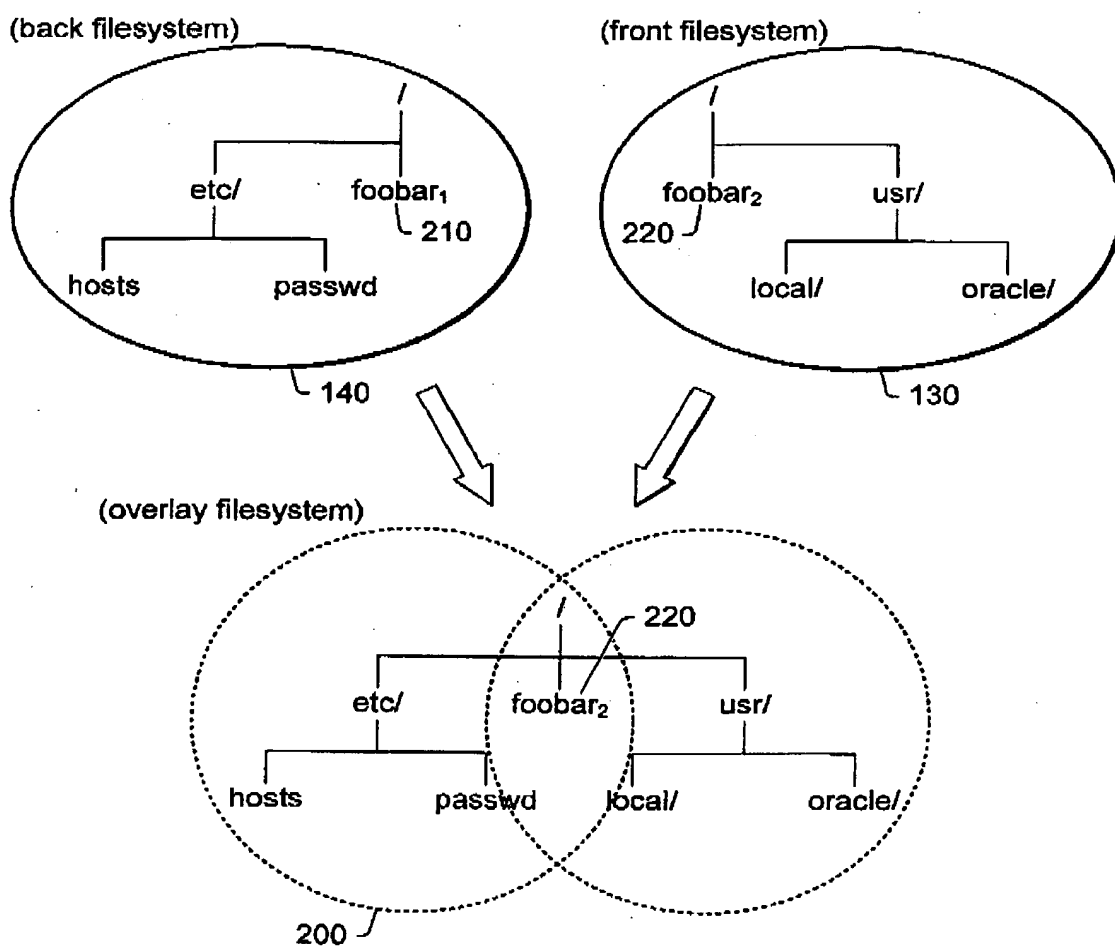 (back filesystem)
(front filesystem)
/
etc/
foobar₁
210
hosts
passwd
140
/
foobar₂
220
usr/
local/
oracle/
130
(overlay filesystem)
/
220
etc/
foobar₂
usr/
hosts
passwd
local/
oracle/
200